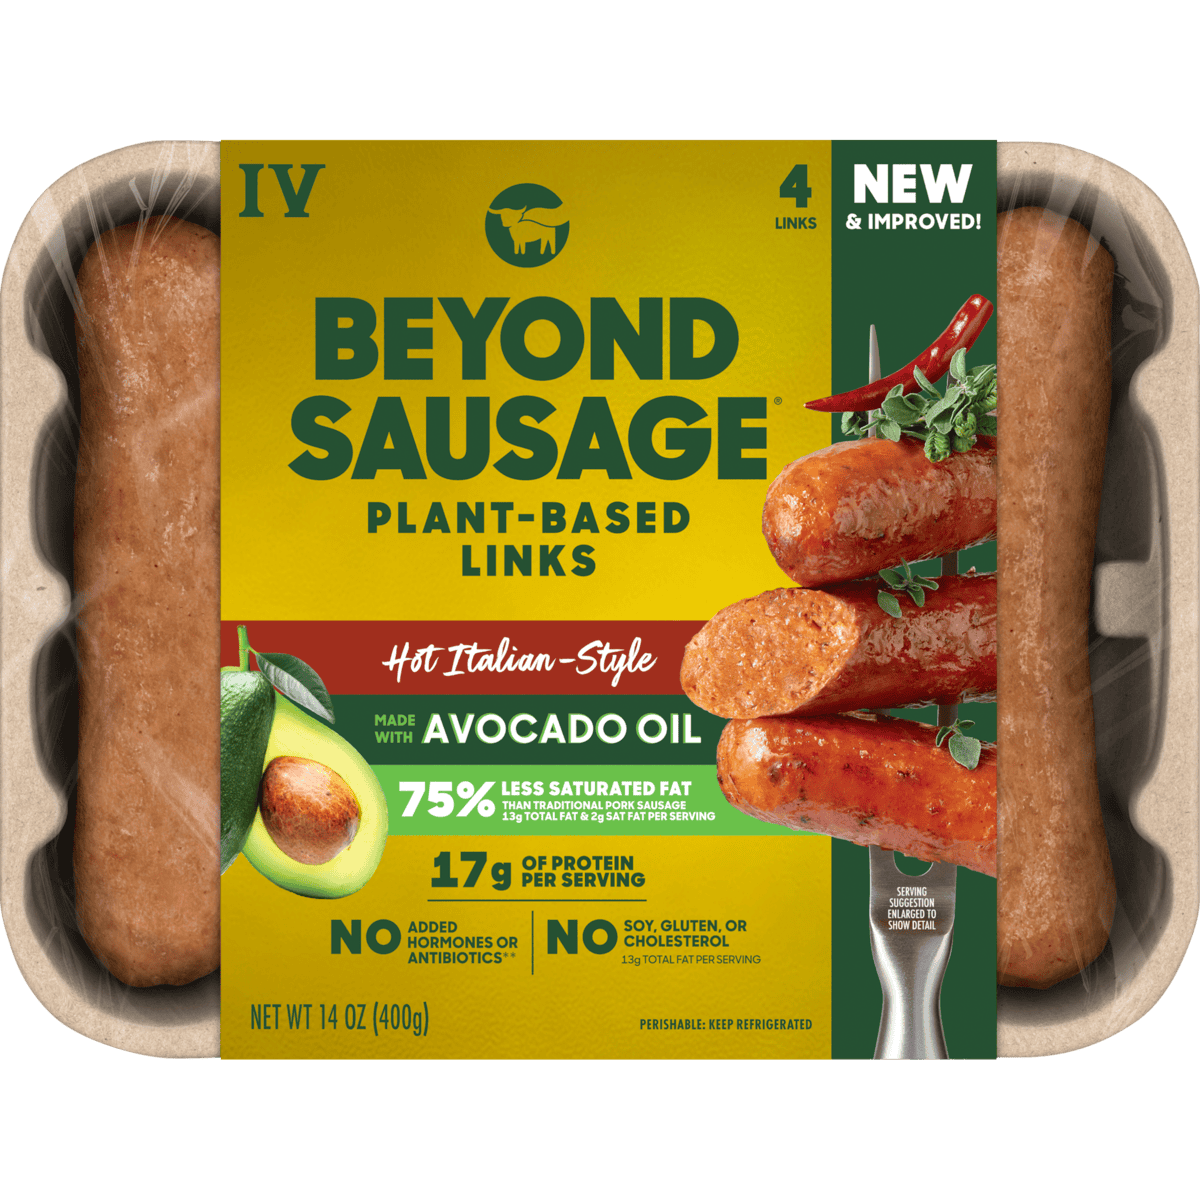 IV
4
LINKS
NEW
& IMPROVED!
BEYOND
SAUSAGE®
PLANT-BASED
LINKS
Hot Italian-Style
MADE
WITH
AVOCADO OIL
75%
LESS SATURATED FAT
THAN TRADITIONAL PORK SAUSAGE
13g TOTAL FAT & 2g SAT FAT PER SERVING
17g
OF PROTEIN
PER SERVING
NO
ADDED
HORMONES OR
ANTIBIOTICS**
NO
SOY, GLUTEN, OR
CHOLESTEROL
13g TOTAL FAT PER SERVING
SERVING
SUGGESTION
ENLARGED TO
SHOW DETAIL
NET WT 14 OZ (400g)
PERISHABLE: KEEP REFRIGERATED